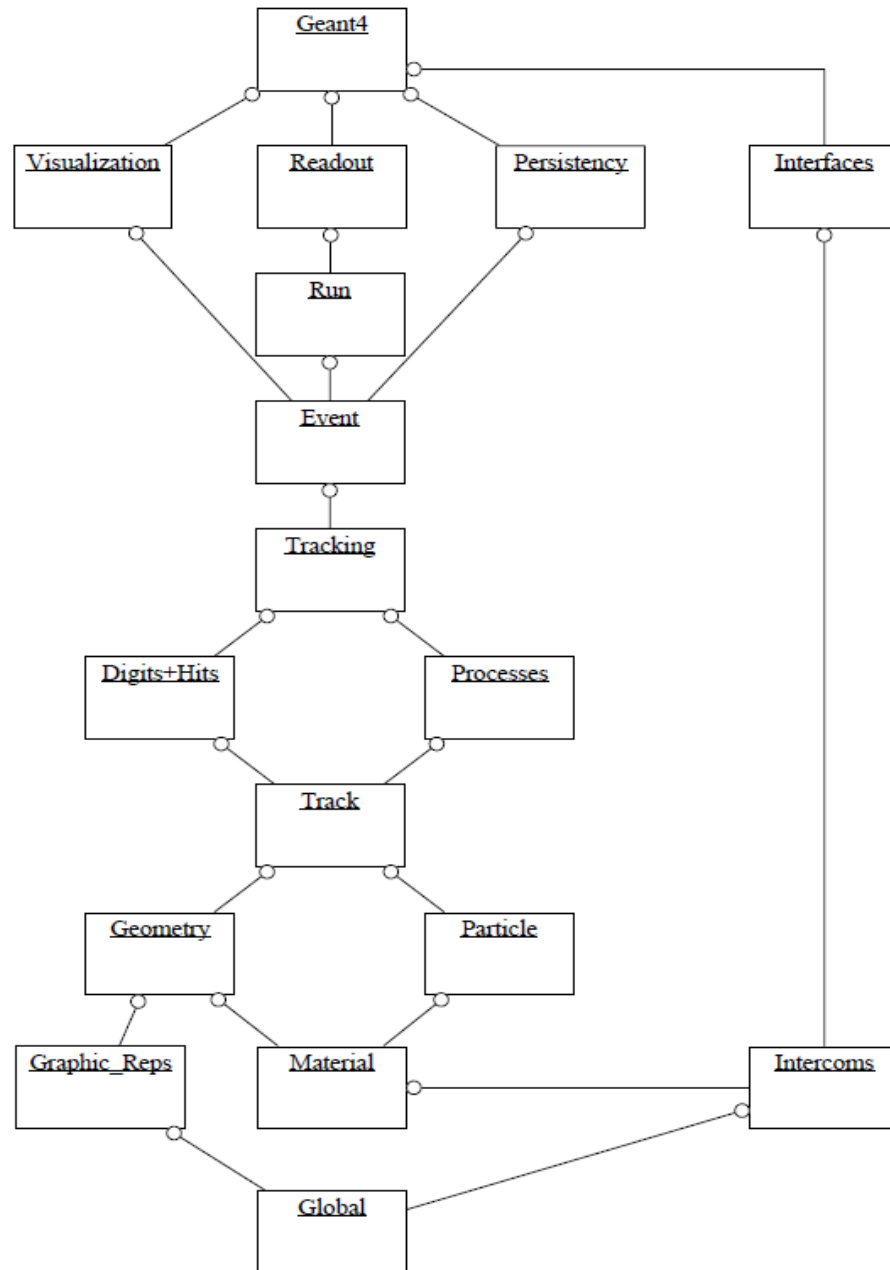 Geant4
Visualization
Readout
Persistency
Interfaces
Run
Event
Tracking
Digits+Hits
Processes
Track
Geometry
Particle
Graphic_Reps
Material
Intercoms
Global